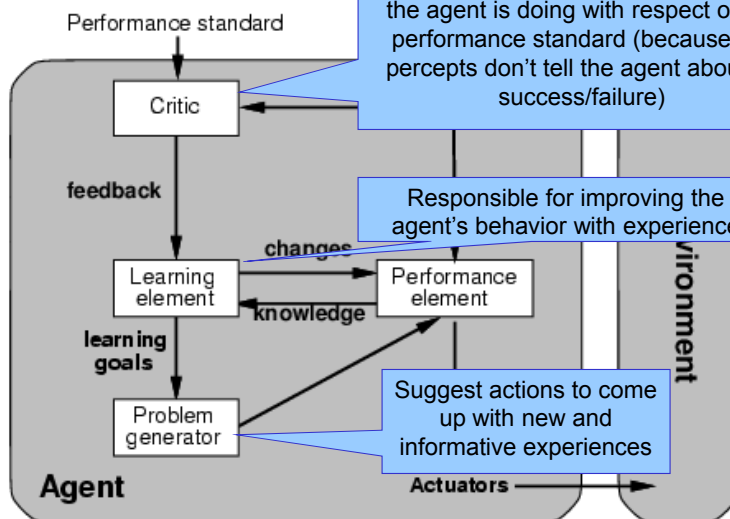 Performance standard
the agent is doing with respect o
performance standard (because
percepts don't tell the agent abou
success/failure)
Critic
feedback
Responsible for improving the
agent's behavior with experience
changes
Learning
element
Performance
element
knowledge
vironment
learning
goals
Suggest actions to come
up with new and
informative experiences
Problem
generator
Agent
Actuators